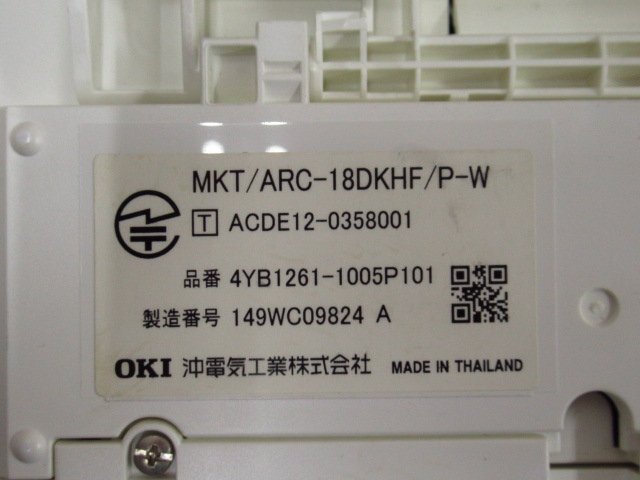 MKT/ARC-18DKHF/P-W
T ACDE12-0358001
品番 4YB1261-1005P101
製造番号 149WC09824 A
OKI 沖電気工業株式会社 MADE IN THAILAND